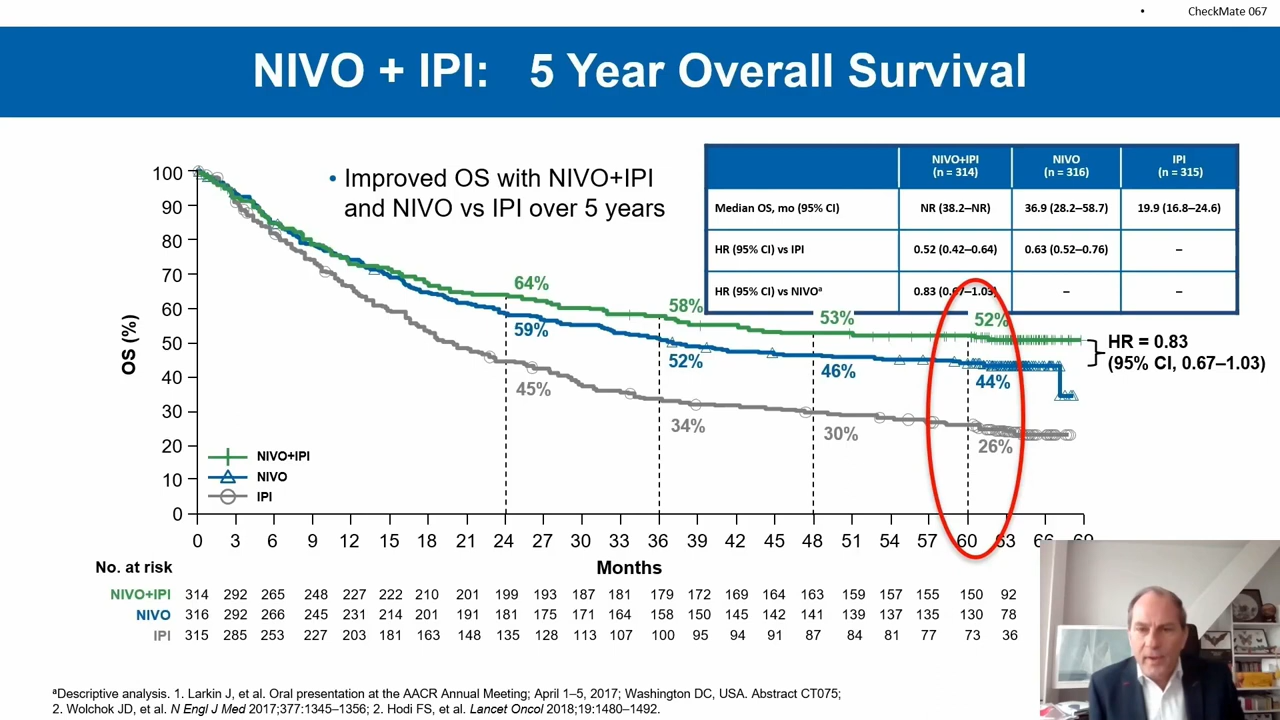 • CheckMate 067
NIVO + IPI: 5 Year Overall Survival
• Improved OS with NIVO+IPI
and NIVO vs IPI over 5 years
NIVO+IPI NIVO IPI
(n = 314) (n = 316) (n = 315)
Median OS, mo (95% CI) NR (38.2–NR) 36.9 (28.2–58.7) 19.9 (16.8–24.6)
HR (95% CI) vs IPI 0.52 (0.42–0.64) 0.63 (0.52–0.76) –
HR (95% CI) vs NIVOª 0.83 (0.67–1.03) – –
OS (%)
100
90
80
70
60
50
40
30
20
10
0
64% 58% 53% 52%
59% 52% 46% 44%
45% 34% 30% 26%
HR = 0.83
(95% CI, 0.67–1.03)
NIVO+IPI
NIVO
IPI
0 3 6 9 12 15 18 21 24 27 30 33 36 39 42 45 48 51 54 57 60 63 66 69
Months
No. at risk
NIVO+IPI 314 292 265 248 227 222 210 201 199 193 187 181 179 172 169 164 163 159 157 155 150 92
NIVO 316 292 266 245 231 214 201 191 181 175 171 164 158 150 145 142 141 139 137 135 130 78
IPI 315 285 253 227 203 181 163 148 135 128 113 107 100 95 94 91 87 84 81 77 73 36
ªDescriptive analysis. 1. Larkin J, et al. Oral presentation at the AACR Annual Meeting; April 1–5, 2017; Washington DC, USA. Abstract CT075;
2. Wolchok JD, et al. N Engl J Med 2017;377:1345–1356; 2. Hodi FS, et al. Lancet Oncol 2018;19:1480–1492.